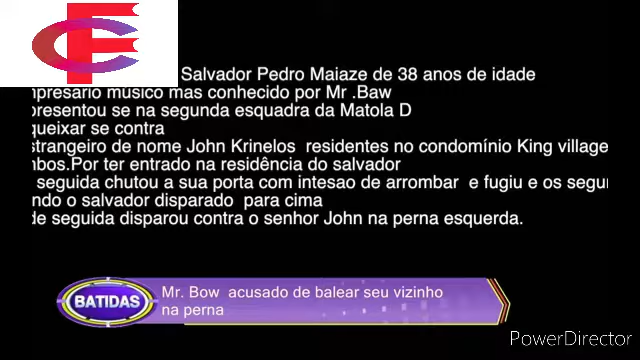 Salvador Pedro Maiaze de 38 anos de idade
músico mas conhecido por Mr .Baw
presentou se na segunda esquadra da Matola D
queixar se contra
strangeiro de nome John Krinelos residentes no condomínio King village
mbos.Por ter entrado na residência do salvador
seguida chutou a sua porta com intesao de arrombar e fugiu e os segur
ndo o salvador disparado para cima
de seguida disparou contra o senhor John na perna esquerda.
BATIDAS
Mr. Bow acusado de balear seu vizinho
na perna
PowerDirector